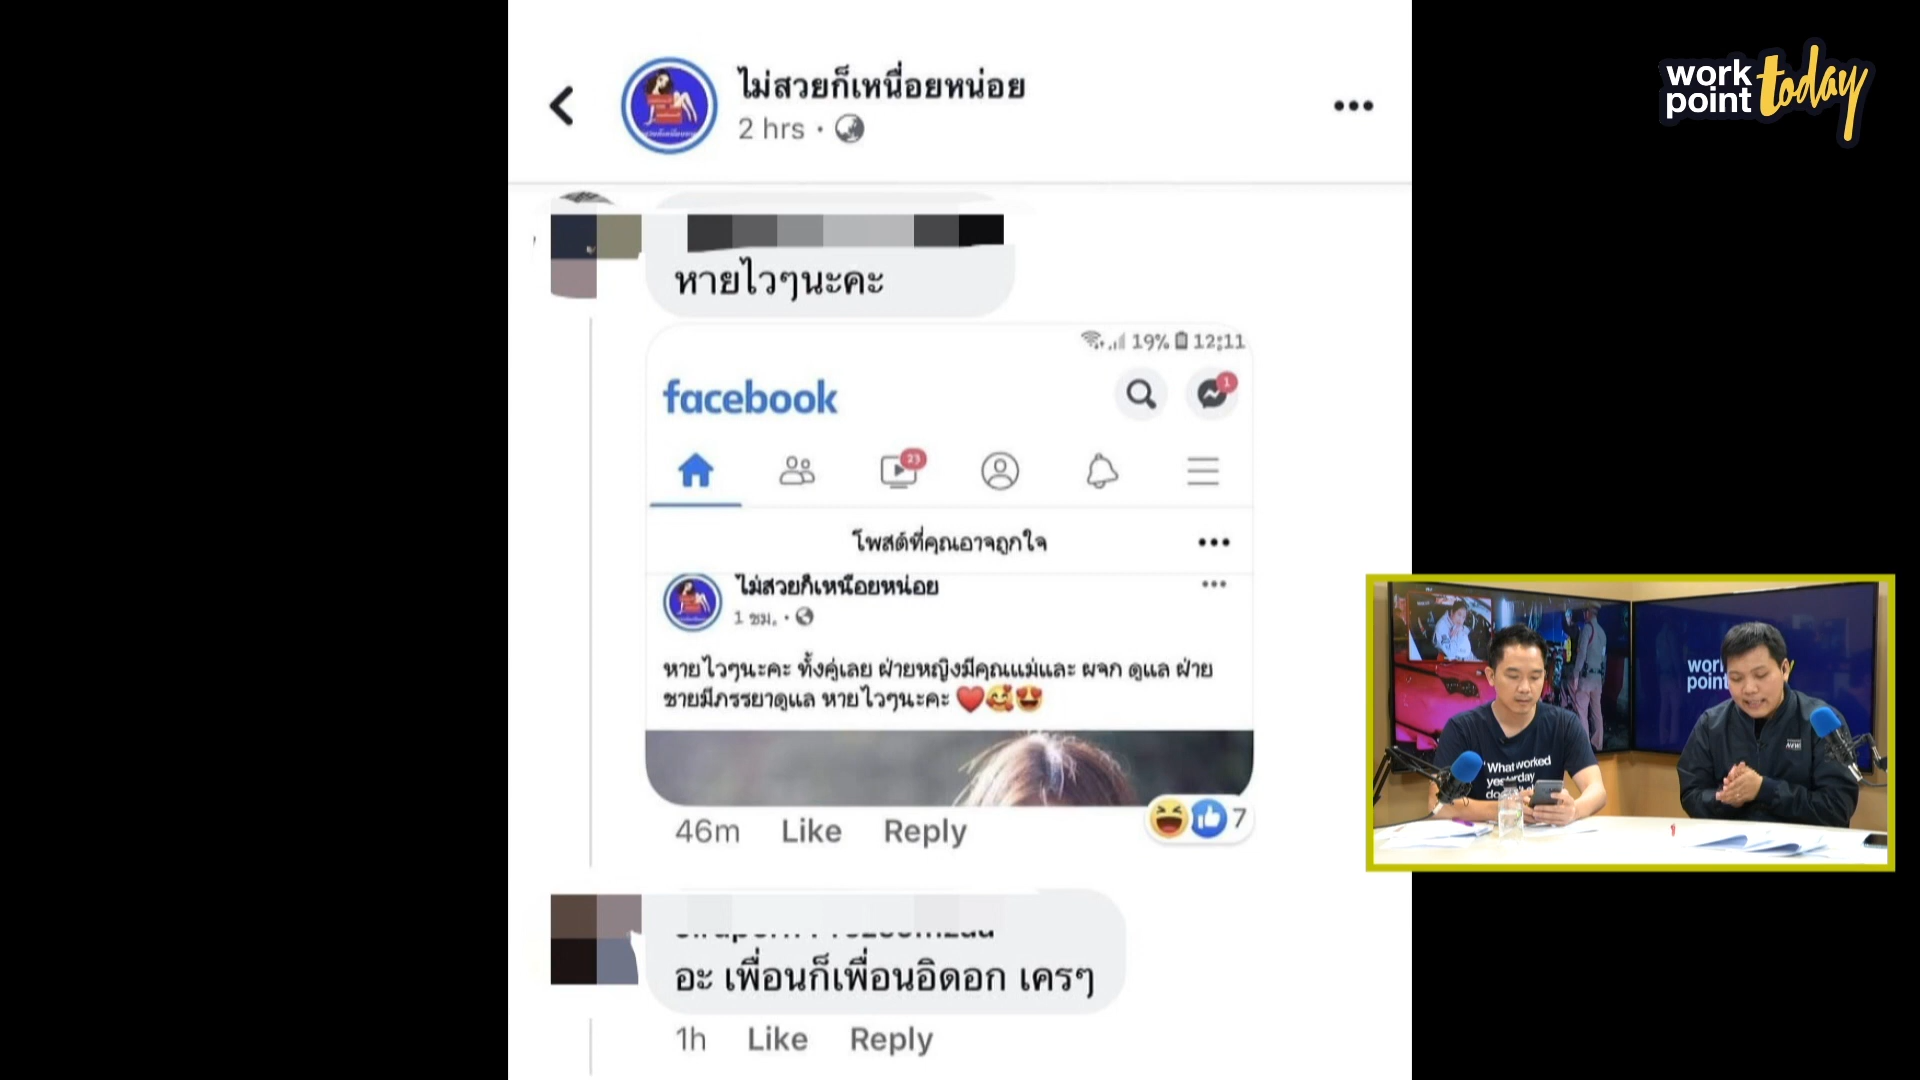 ไม่สวยก็เหนื่อยหน่อย
2 hrs ·
หายไวๆนะคะ
19% 12:11
facebook
1
23
โพสต์ที่คุณอาจถูกใจ
ไม่สวยก็เหนื่อยหน่อย
1 ชม. ·
หายไวๆนะคะ ทั้งคู่เลย ฝ่ายหญิงมีคุณแม่และ ผจก ดูแล ฝ่าย
ชายมีภรรยาดูแล หายไวๆนะคะ ❤️🥰😍
46m Like Reply 7
อะ เพื่อนก็เพื่อนอิดอก เครๆ
1h Like Reply
work
point today
work
point
What worked
yesterday